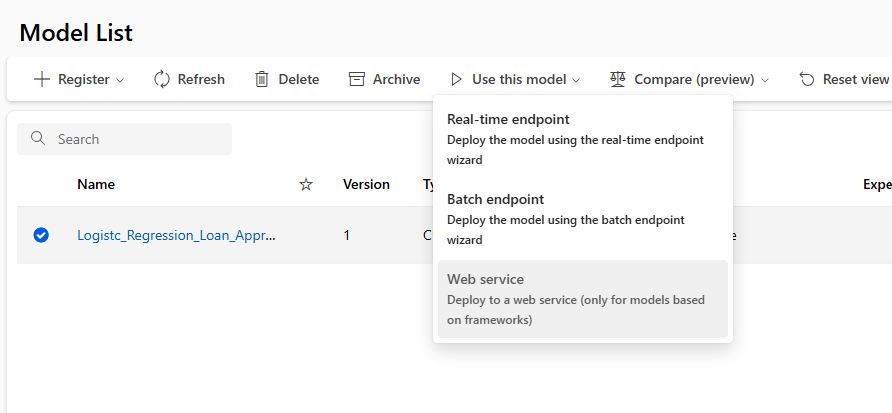 Model List
Register Refresh Delete Archive Use this model Compare (preview) Reset view
Search
Real-time endpoint
Deploy the model using the real-time endpoint
wizard
Batch endpoint
Deploy the model using the batch endpoint
wizard
Web service
Deploy to a web service (only for models based
on frameworks)
Name Version Ty Expe
Logistc_Regression_Loan_Appr... 1 C e